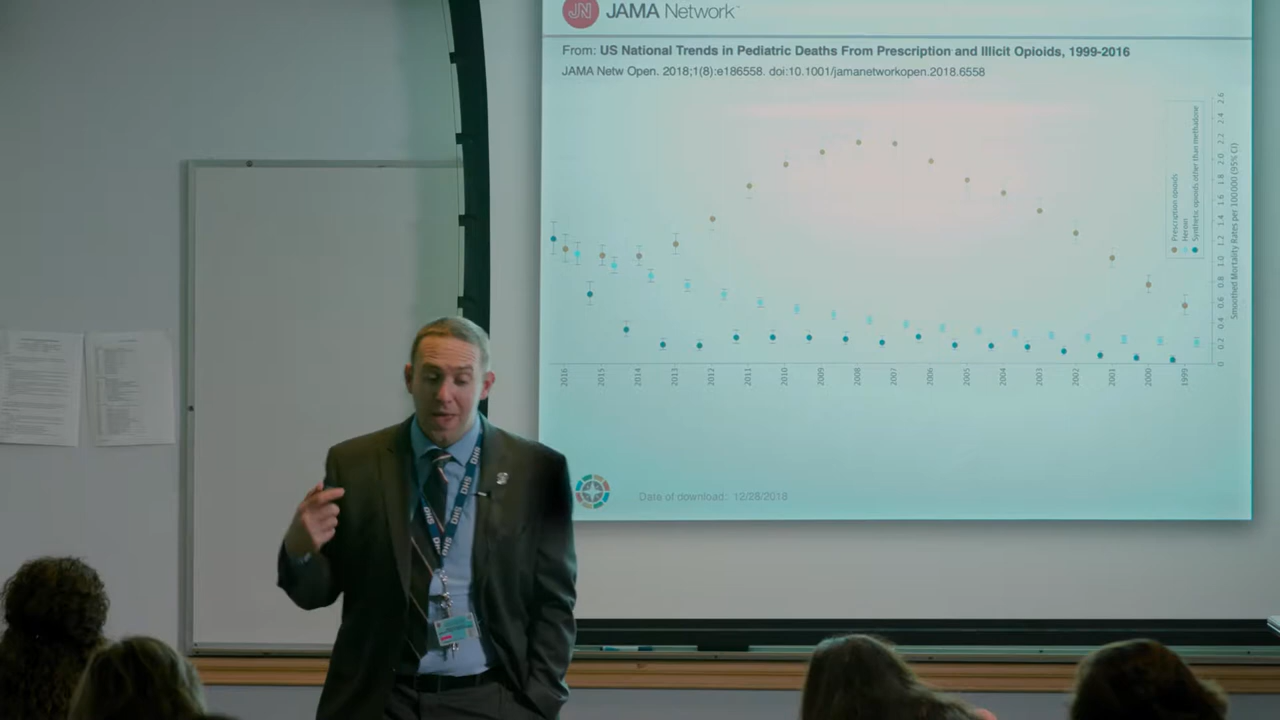 JN JAMA Network
From: US National Trends in Pediatric Deaths From Prescription and Illicit Opioids, 1999-2016
JAMA Netw Open. 2018;1(8):e186558. doi:10.1001/jamanetworkopen.2018.6558
Prescription opioids
Heroin
Synthetic opioids other than methadone
Smoothed Mortality Rates per 100 000 (95% CI)
2.6
2.4
2.2
2.0
1.8
1.6
1.4
1.2
1.0
0.8
0.6
0.4
0.2
0
2016 2015 2014 2013 2012 2011 2010 2009 2008 2007 2006 2005 2004 2003 2002 2001 2000 1999
Date of download: 12/28/2018
DHS
DHS
DHS
DHS